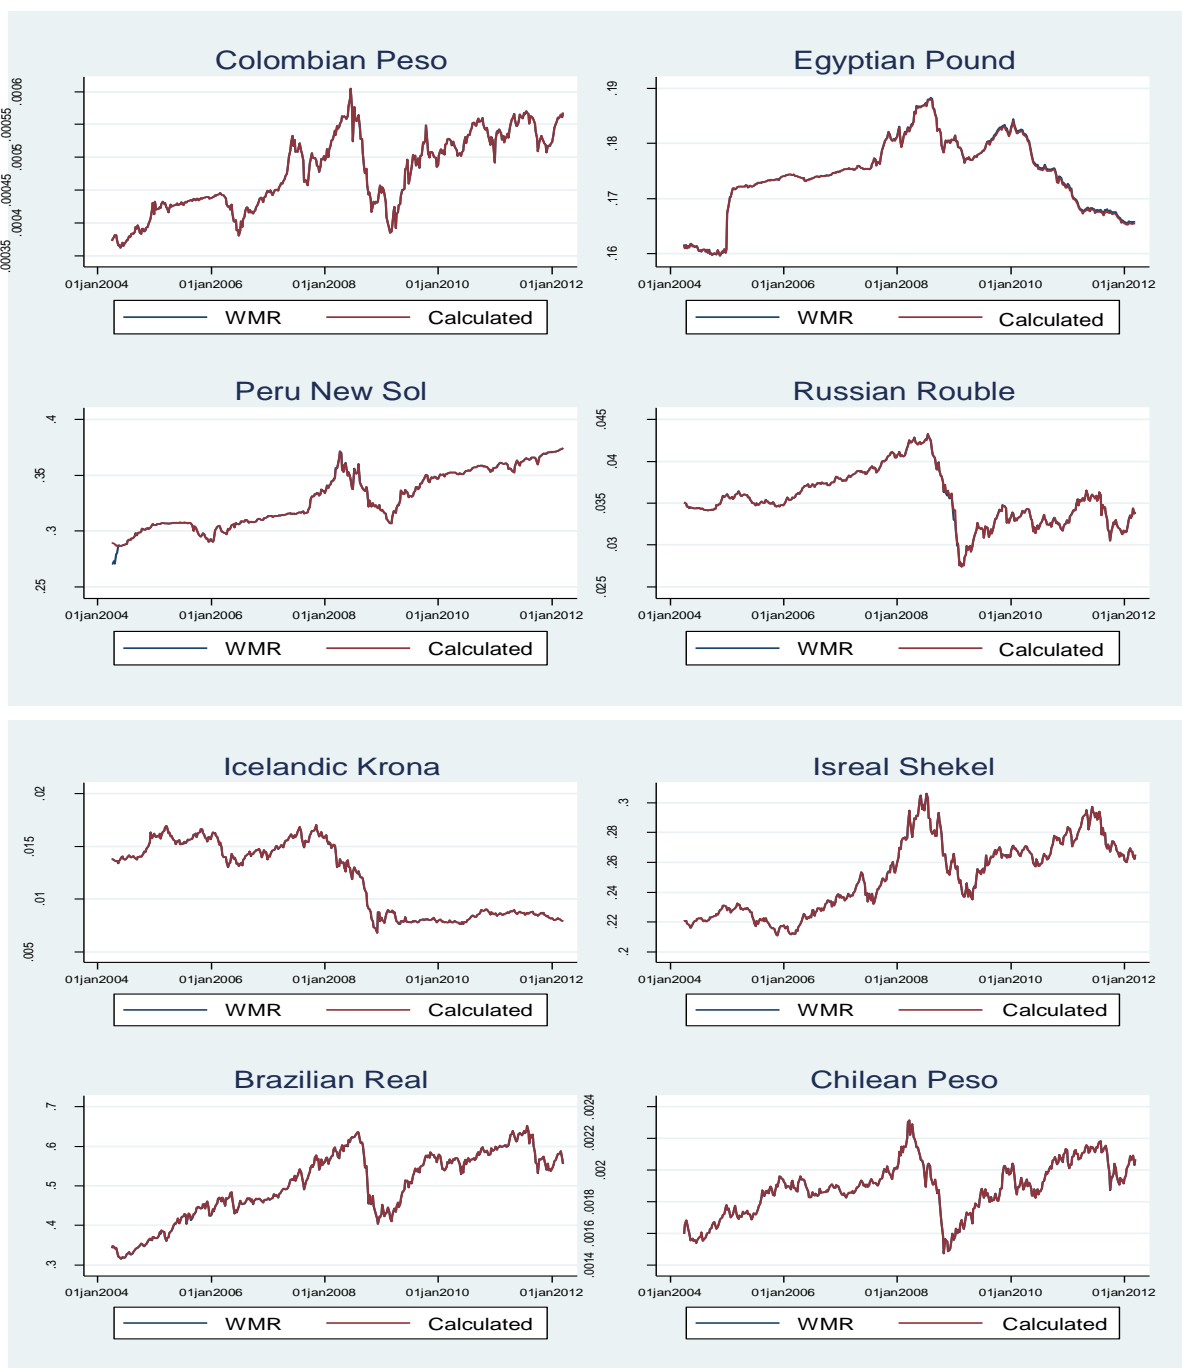 Colombian Peso
.0006
.00055
.0005
.00045
.0004
.00035
01jan2004 01jan2006 01jan2008 01jan2010 01jan2012
WMR Calculated
Egyptian Pound
.19
.18
.17
.16
01jan2004 01jan2006 01jan2008 01jan2010 01jan2012
WMR Calculated
Peru New Sol
.4
.35
.3
.25
01jan2004 01jan2006 01jan2008 01jan2010 01jan2012
WMR Calculated
Russian Rouble
.045
.04
.035
.03
.025
01jan2004 01jan2006 01jan2008 01jan2010 01jan2012
WMR Calculated
Icelandic Krona
.02
.015
.01
.005
01jan2004 01jan2006 01jan2008 01jan2010 01jan2012
WMR Calculated
Isreal Shekel
.3
.28
.26
.24
.22
.2
01jan2004 01jan2006 01jan2008 01jan2010 01jan2012
WMR Calculated
Brazilian Real
.7
.6
.5
.4
.3
01jan2004 01jan2006 01jan2008 01jan2010 01jan2012
WMR Calculated
Chilean Peso
.0024
.0022
.002
.0018
.0016
.0014
01jan2004 01jan2006 01jan2008 01jan2010 01jan2012
WMR Calculated